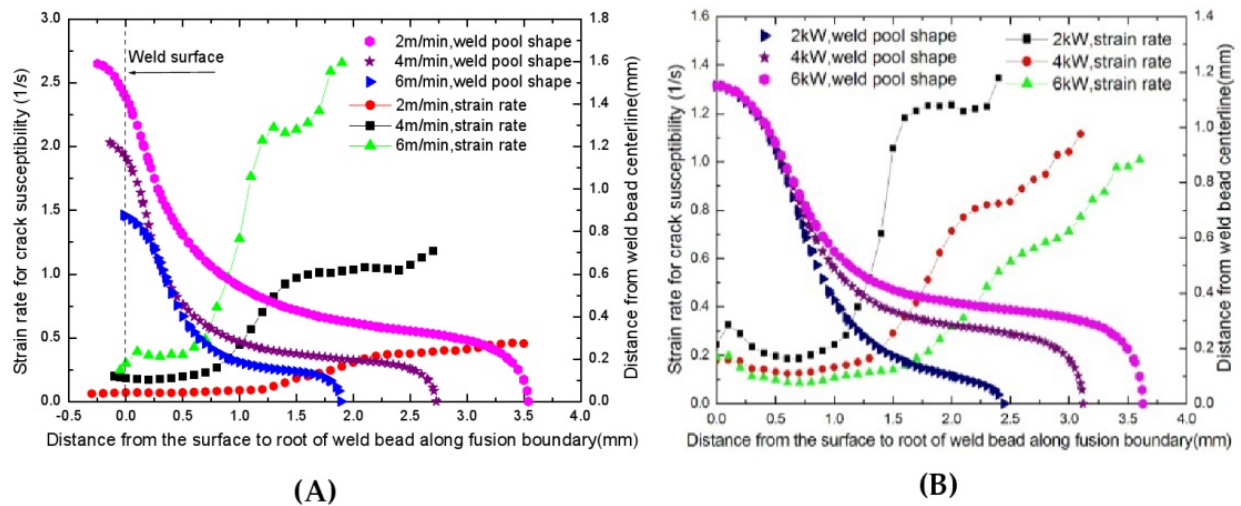 Strain rate for crack susceptibility (1/s)
3.0
2.5
2.0
1.5
1.0
0.5
0.0
Weld surface
2m/min,weld pool shape
4m/min,weld pool shape
6m/min,weld pool shape
2m/min,strain rate
4m/min,strain rate
6m/min,strain rate
1.8
1.6
1.4
1.2
1.0
0.8
0.6
0.4
0.2
0.0
Distance from weld bead centerline(mm)
-0.5 0.0 0.5 1.0 1.5 2.0 2.5 3.0 3.5 4.0
Distance from the surface to root of weld bead along fusion boundary(mm)
(A)
Strain rate for crack susceptibility (1/s)
1.6
1.4
1.2
1.0
0.8
0.6
0.4
0.2
0.0
2kW,weld pool shape
4kW,weld pool shape
6kW,weld pool shape
2kW,strain rate
4kW,strain rate
6kW,strain rate
1.4
1.2
1.0
0.8
0.6
0.4
0.2
0.0
Distance from weld bead centerline(mm)
0.0 0.5 1.0 1.5 2.0 2.5 3.0 3.5 4.0
Distance from the surface to root of weld bead along fusion boundary(mm)
(B)